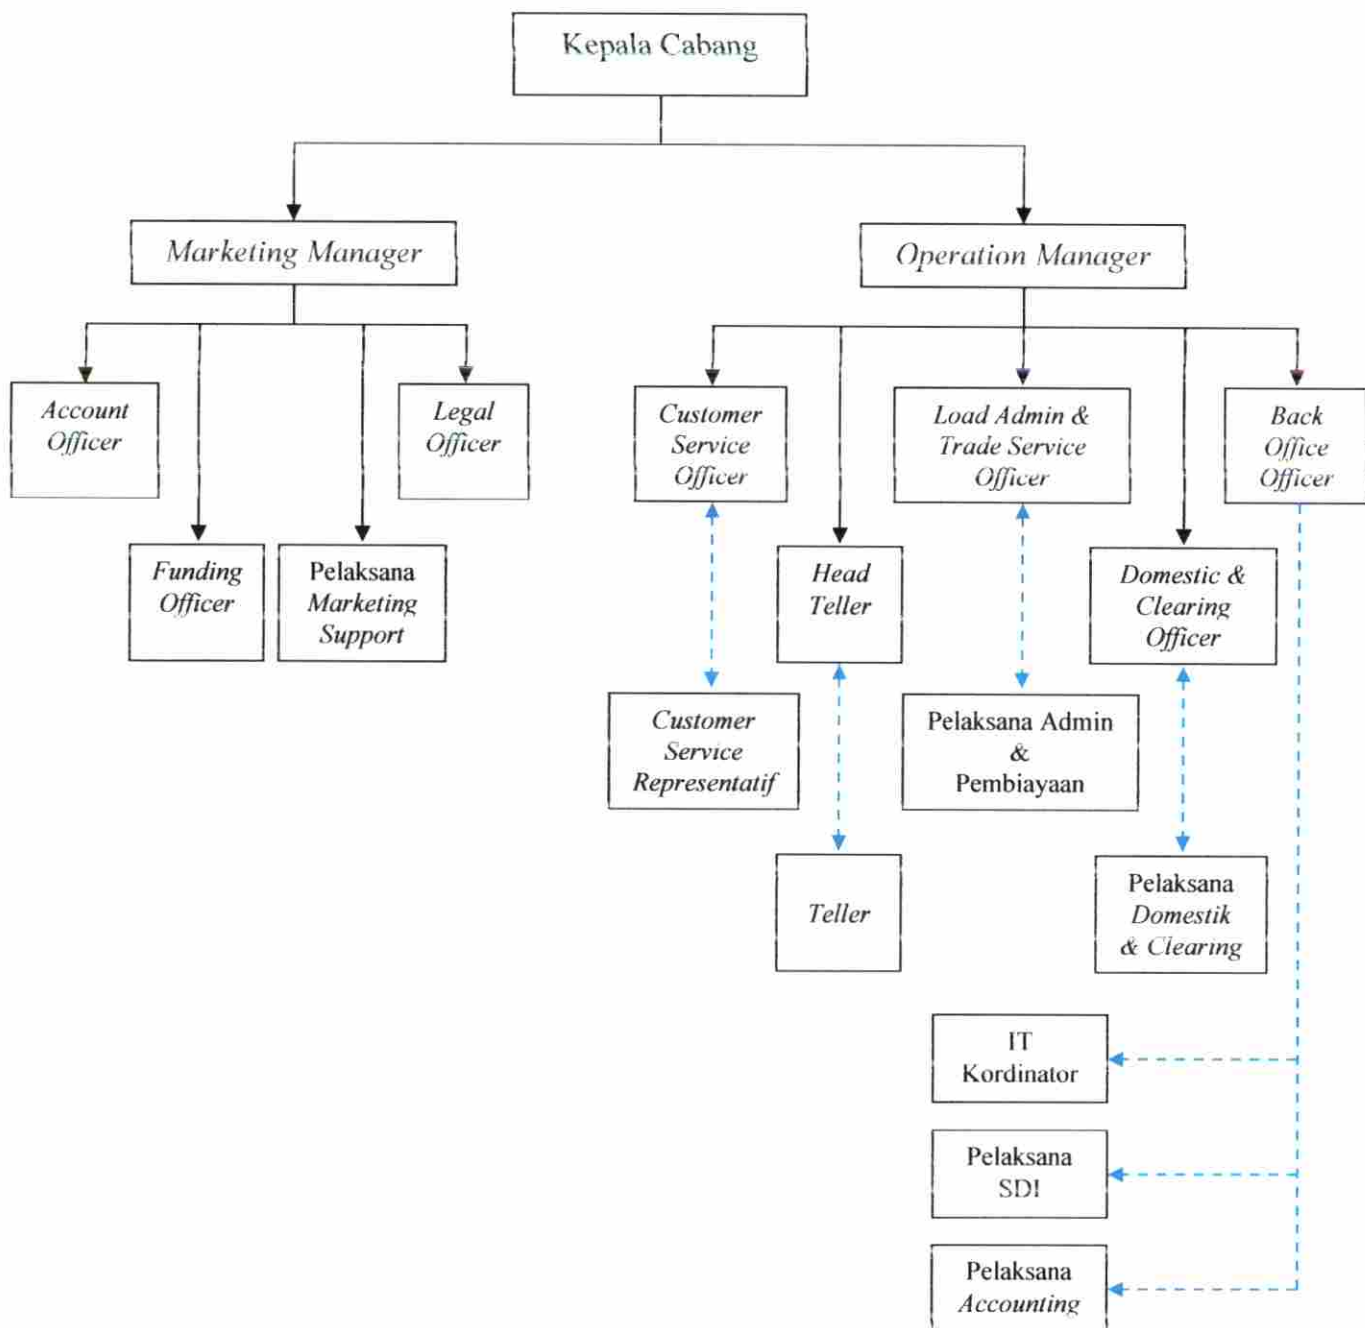 Kepala Cabang
Marketing Manager
Operation Manager
Account
Officer
Legal
Officer
Customer
Service
Officer
Load Admin &
Trade Service
Officer
Back
Office
Officer
Funding
Officer
Pelaksana
Marketing
Support
Head
Teller
Domestic &
Clearing
Officer
Customer
Service
Representatif
Pelaksana Admin
&
Pembiayaan
Teller
Pelaksana
Domestik
& Clearing
IT
Kordinator
Pelaksana
SDI
Pelaksana
Accounting